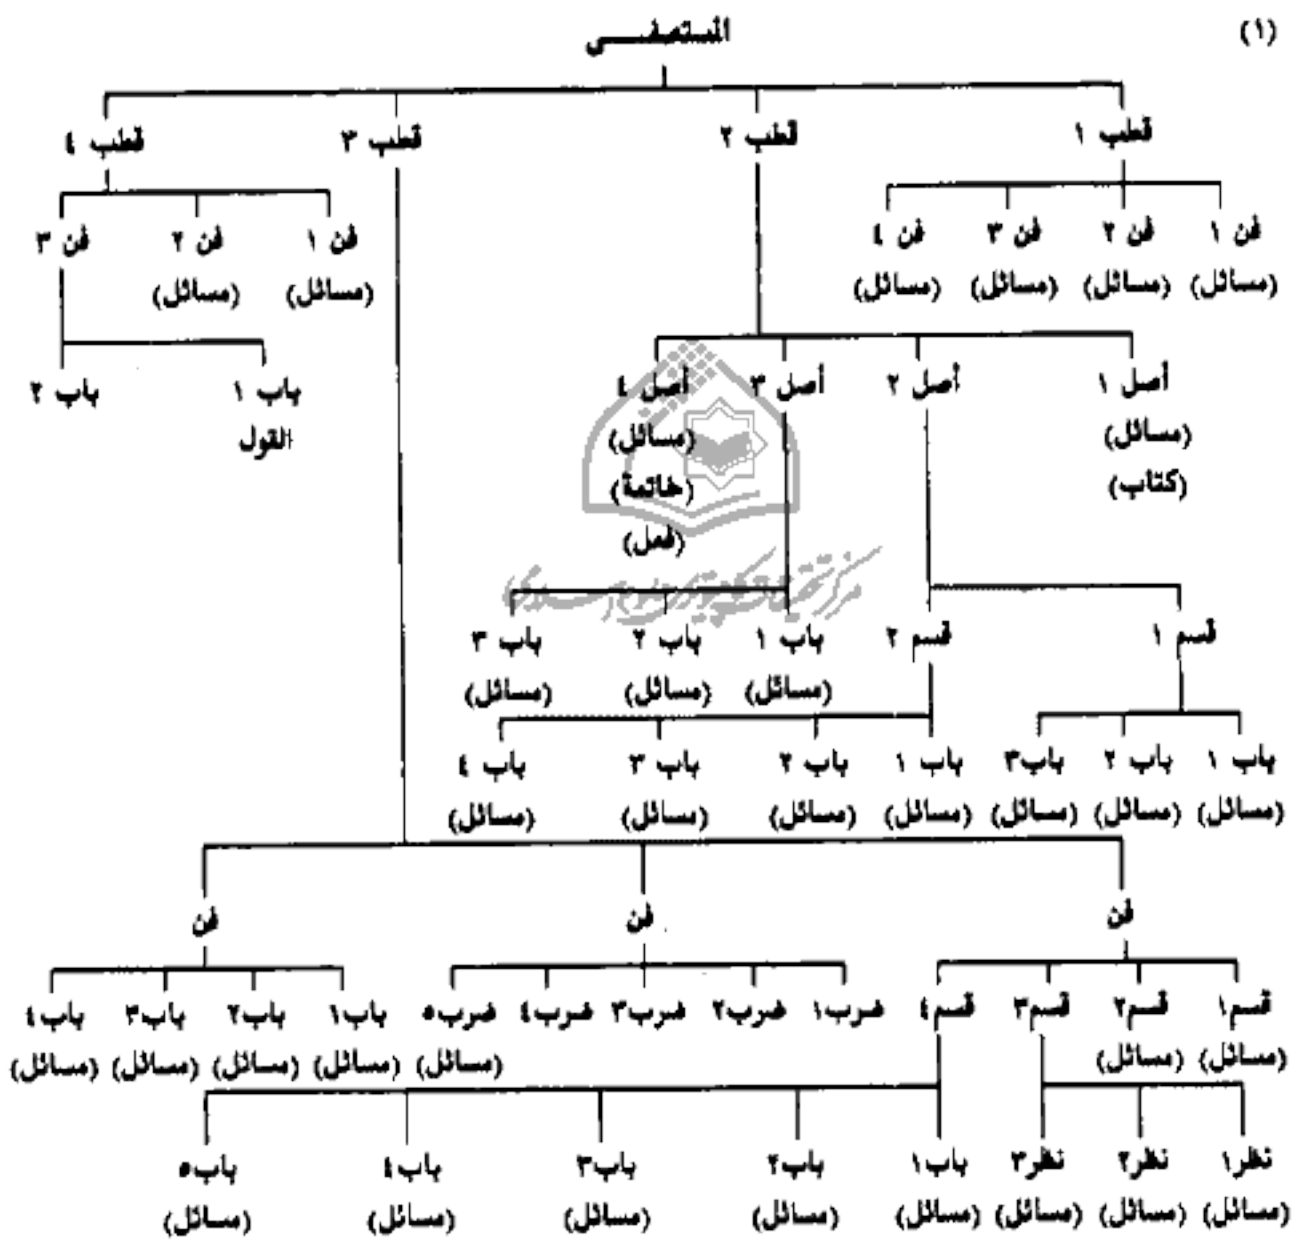 (١)
المستصفى
قطب ١ قطب ٢ قطب ٣ قطب ٤
فن ١ فن ٢ فن ٣ فن ٤ فن ١ فن ٢ فن ٣
(مسائل) (مسائل) (مسائل) (مسائل) (مسائل) (مسائل)
أصل ١ أصل ٢ أصل ٣ أصل ٤ باب ١ باب ٢
(مسائل) (مسائل) القول
(كتاب) (خاتمة)
(فصل)
قسم ١ قسم ٢ باب ١ باب ٢ باب ٣
(مسائل) (مسائل) (مسائل)
باب ١ باب ٢ باب٣ باب ١ باب ٢ باب ٣ باب ٤
(مسائل) (مسائل) (مسائل) (مسائل) (مسائل) (مسائل) (مسائل)
فن فن فن
قسم١ قسم٢ قسم٣ قسم٤ ضرب١ ضرب٢ ضرب٣ ضرب٤ ضرب٥ باب١ باب٢ باب٣ باب٤
(مسائل) (مسائل) (مسائل) (مسائل) (مسائل) (مسائل) (مسائل)
نظر١ نظر٢ نظر٣ باب١ باب٢ باب٣ باب٤ باب٥
(مسائل) (مسائل) (مسائل) (مسائل) (مسائل) (مسائل) (مسائل) (مسائل)